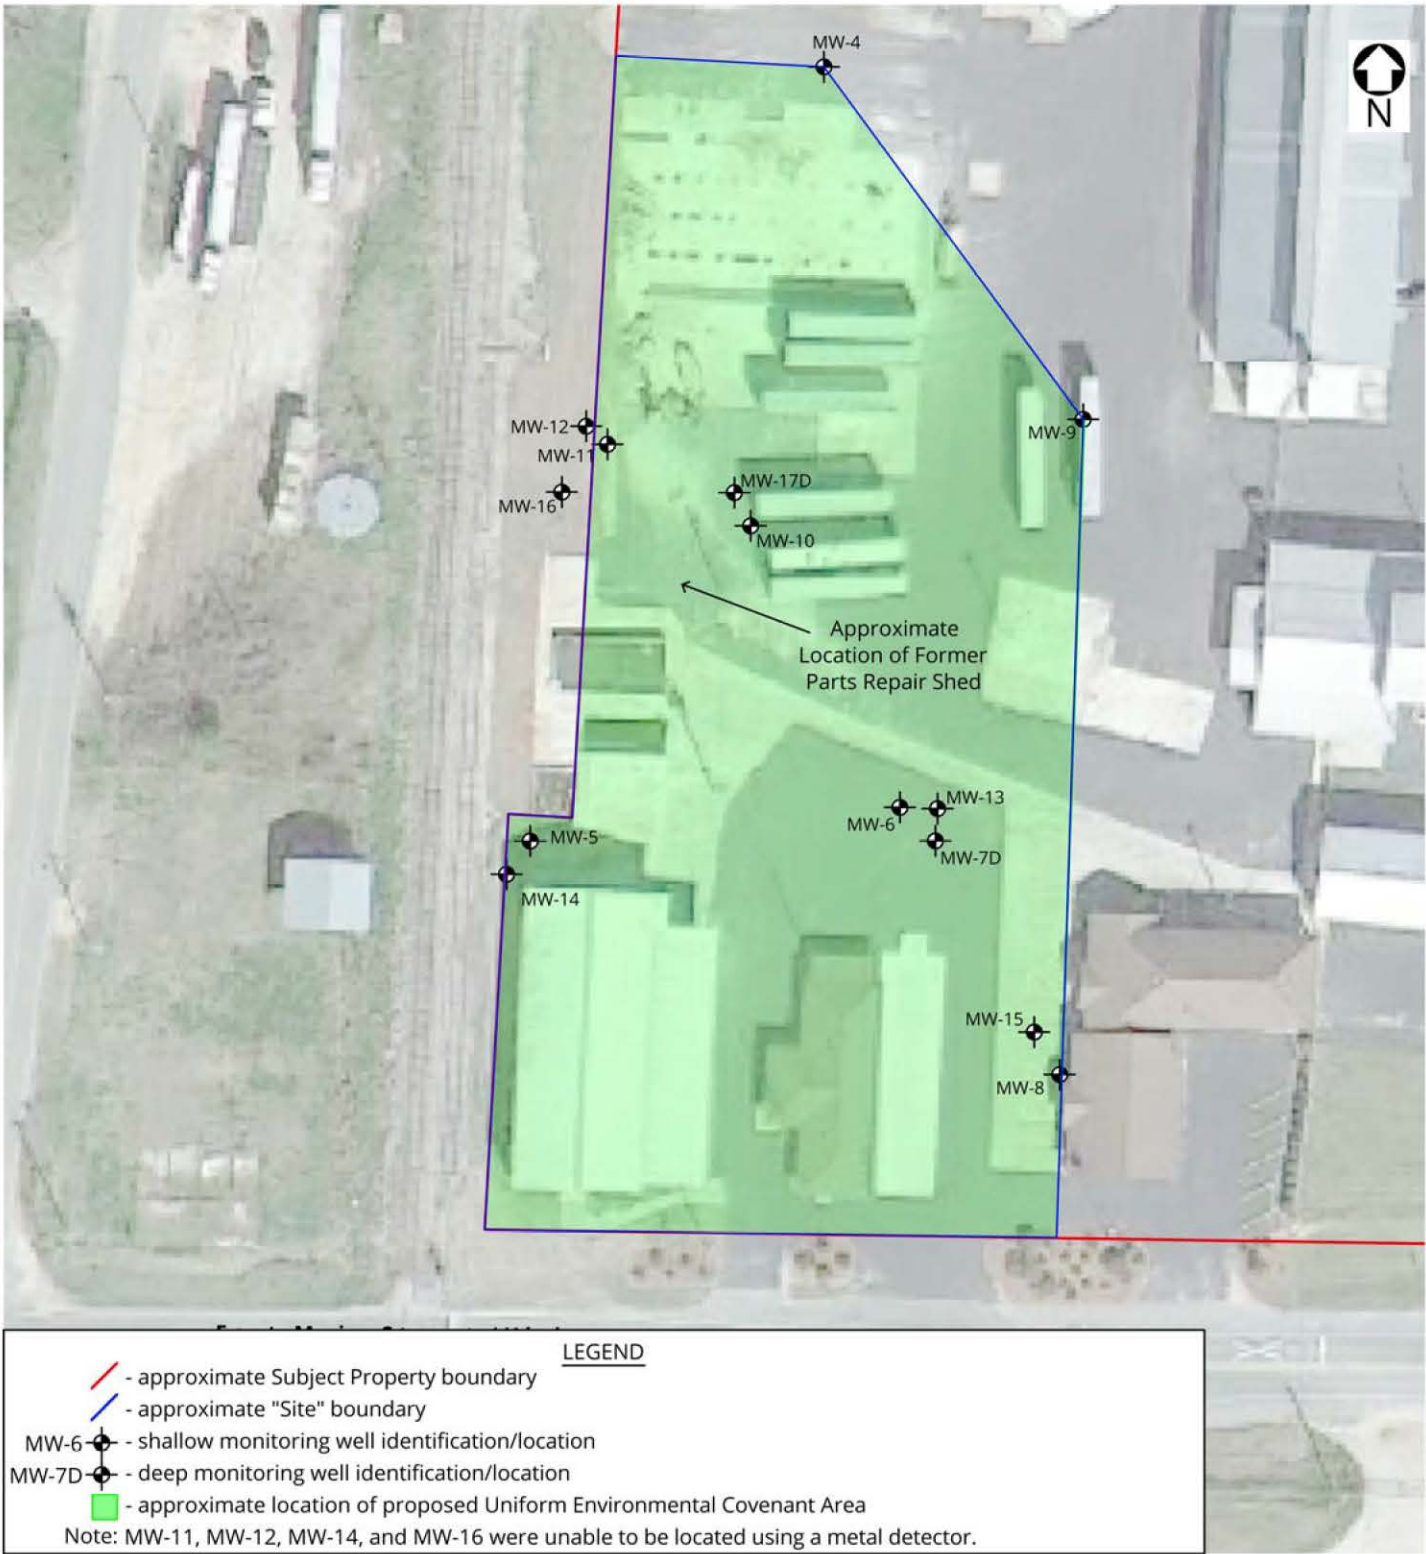 MW-4
N
MW-12
MW-11
MW-9
MW-17D
MW-16
MW-10
Approximate
Location of Former
Parts Repair Shed
MW-13
MW-6
MW-5
MW-7D
MW-14
MW-15
MW-8
LEGEND
- approximate Subject Property boundary
- approximate "Site" boundary
MW-6 - shallow monitoring well identification/location
MW-7D - deep monitoring well identification/location
- approximate location of proposed Uniform Environmental Covenant Area
Note: MW-11, MW-12, MW-14, and MW-16 were unable to be located using a metal detector.